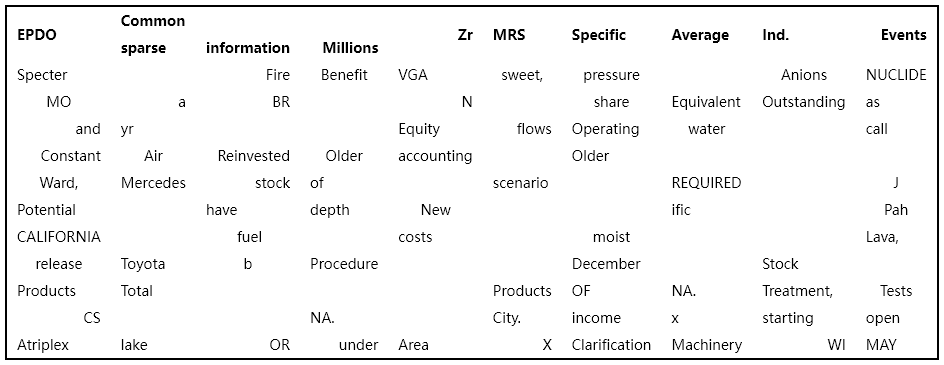 EPDO Common sparse information Millions Zr MRS Specific Average Ind. Events
Specter Fire Benefit VGA sweet, pressure Anions NUCLIDE
MO a BR N share Equivalent Outstanding as
and yr Equity flows Operating water call
Constant Air Reinvested Older accounting Older
Ward, Mercedes stock of scenario REQUIRED J
Potential have depth New ific Pah
CALIFORNIA fuel costs moist Lava,
release Toyota b Procedure December Stock
Products Total Products OF NA. Treatment, Tests
CS NA. City. income x starting open
Atriplex lake OR under Area X Clarification Machinery WI MAY